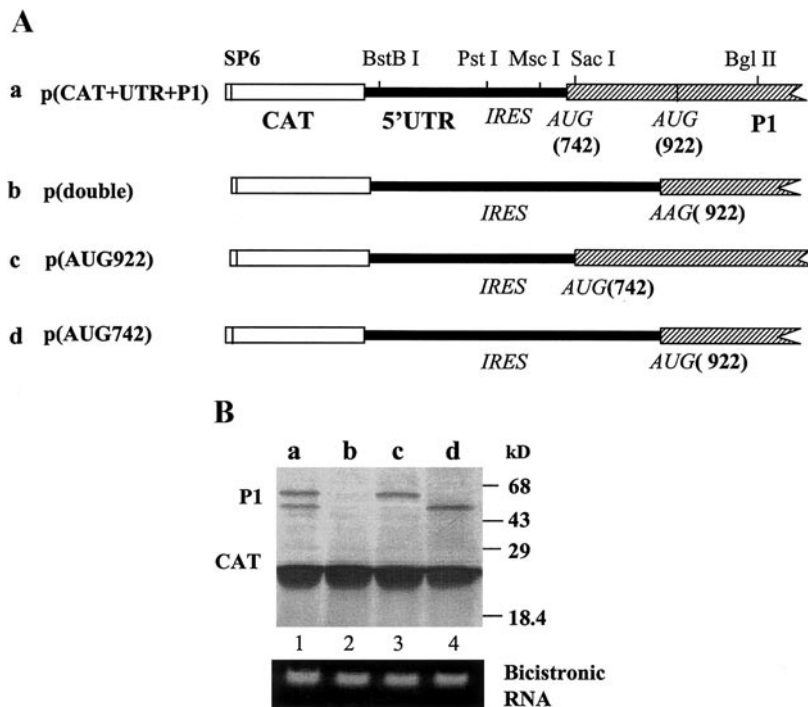 A
SP6 BstB I Pst I Msc I Sac I Bgl II
a p(CAT+UTR+P1)
CAT 5'UTR IRES AUG AUG P1
(742) (922)
b p(double)
IRES AAG( 922)
c p(AUG922)
IRES AUG(742)
d p(AUG742)
IRES AUG( 922)
B
a b c d kD
P1 68
43
29
CAT
18.4
1 2 3 4
Bicistronic
RNA